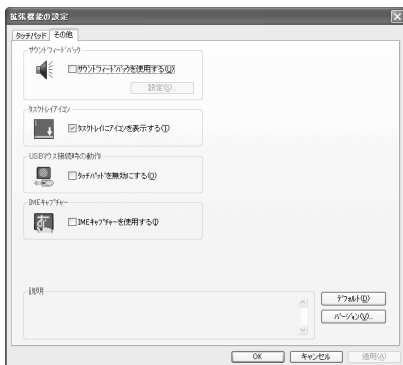 拡張機能の設定
タッチパッド その他
サウンドフィードバック
サウンドフィードバックを使用する(U)
設定(S)...
タスクトレイアイコン
タスクトレイにアイコンを表示する(T)
USBマウス接続時の動作
タッチパッドを無効にする(Q)
IMEキャプチャー
IMEキャプチャーを使用する(I)
説明
デフォルト(D)
バージョン(V)...
OK キャンセル 適用(A)